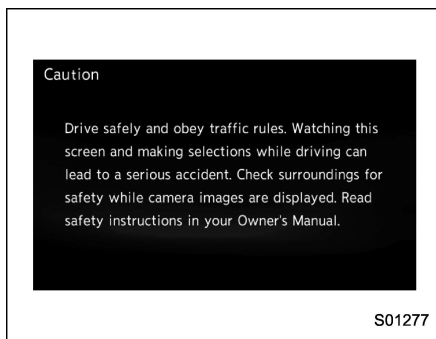 Caution
Drive safely and obey traffic rules. Watching this
screen and making selections while driving can
lead to a serious accident. Check surroundings for
safety while camera images are displayed. Read
safety instructions in your Owner's Manual.
S01277